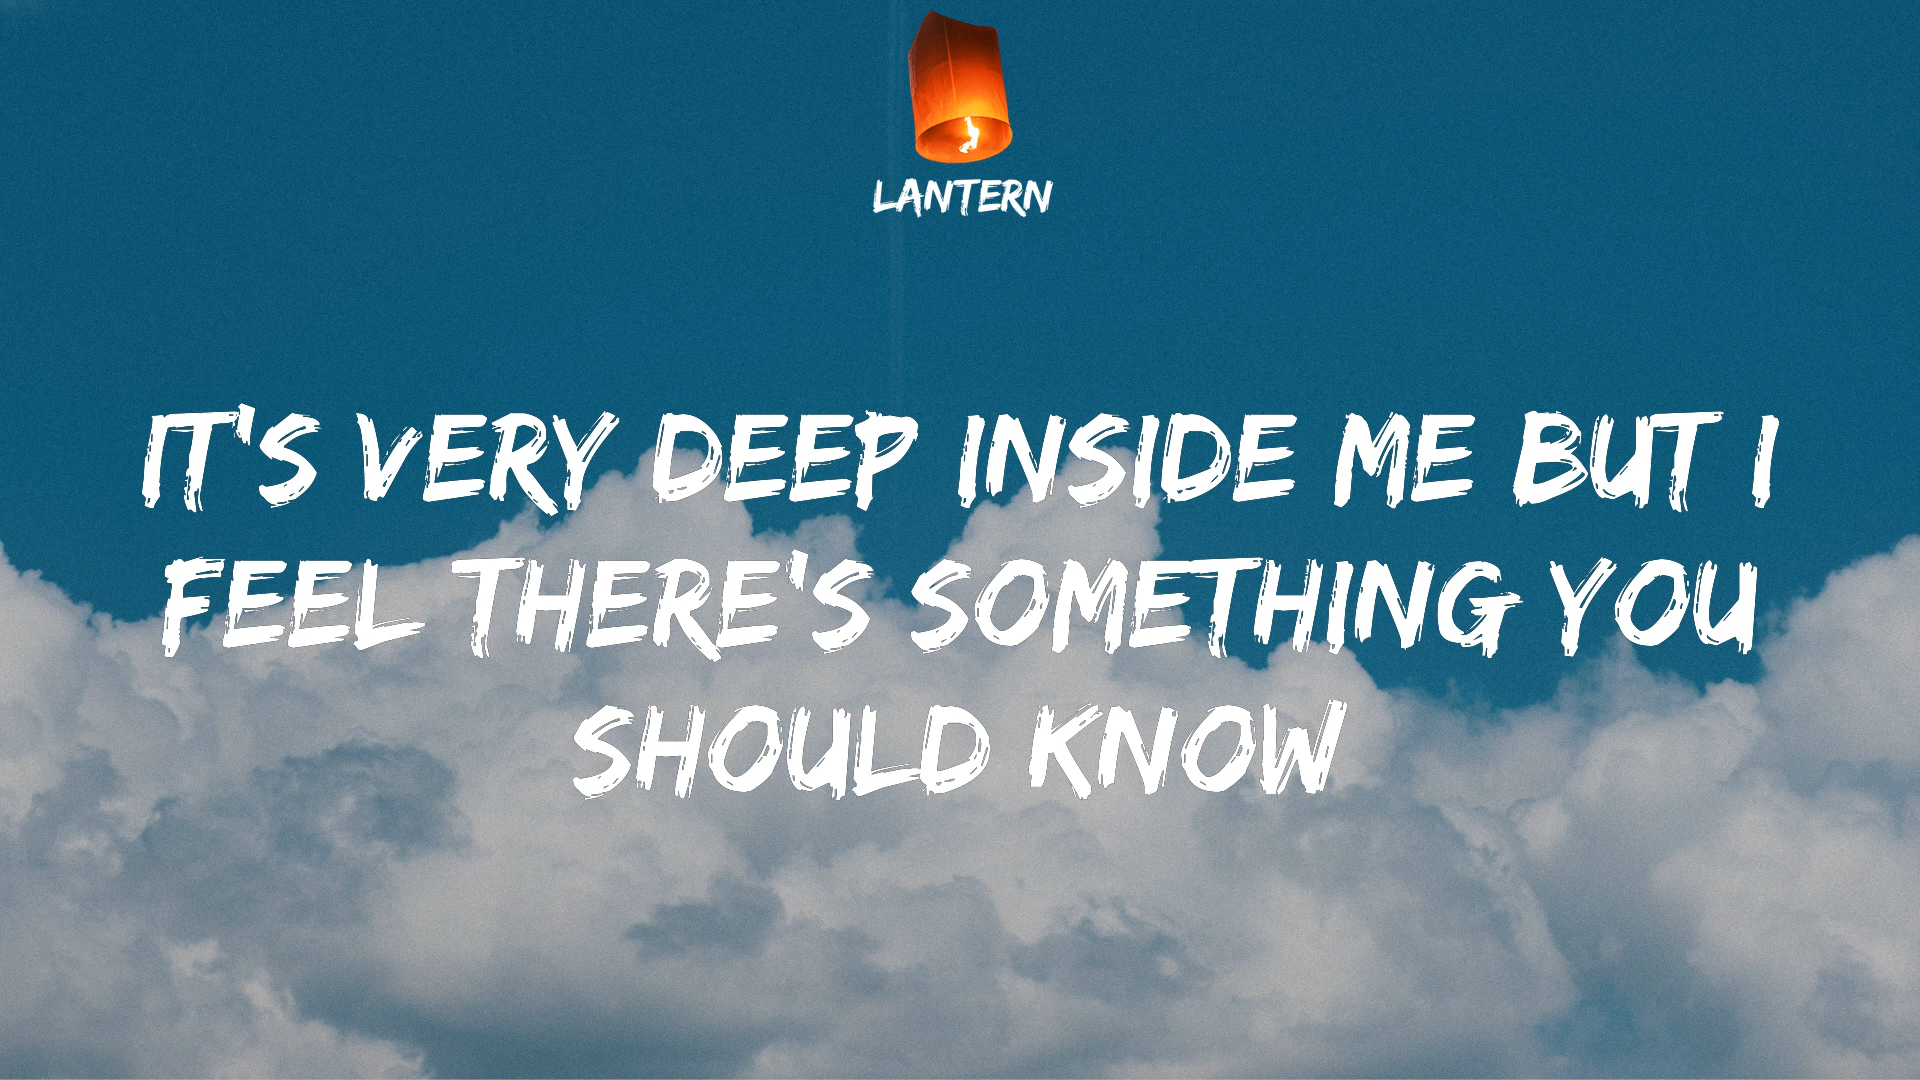 LANTERN
IT'S VERY DEEP INSIDE ME BUT I
FEEL THERE'S SOMETHING YOU
SHOULD KNOW